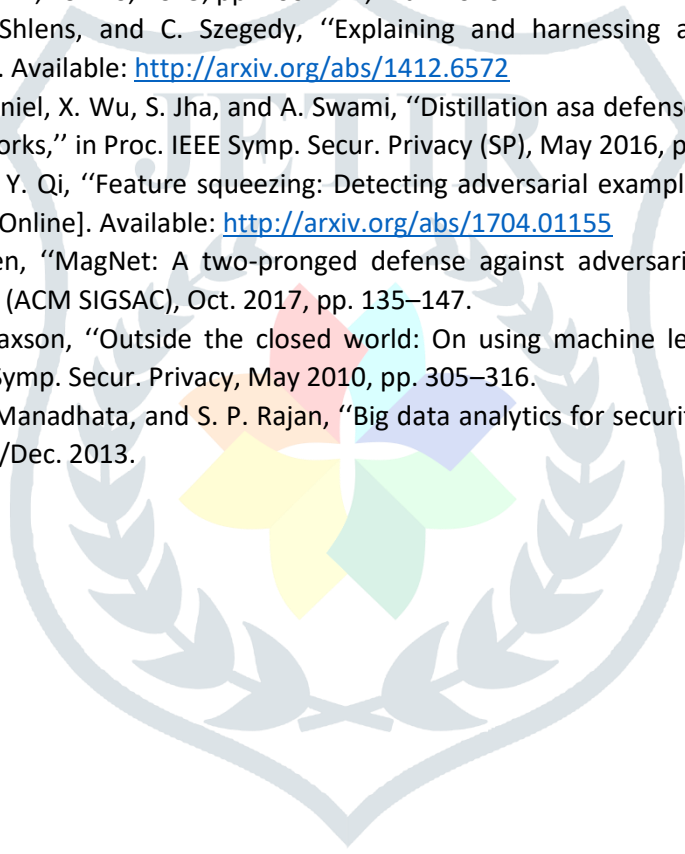 Shlens, and C. Szegedy, ‘‘Explaining and harnessing a
. Available: http://arxiv.org/abs/1412.6572
niel, X. Wu, S. Jha, and A. Swami, ‘‘Distillation asa defense
orks,’’ in Proc. IEEE Symp. Secur. Privacy (SP), May 2016, p
Y. Qi, ‘‘Feature squeezing: Detecting adversarial exampl
Online]. Available: http://arxiv.org/abs/1704.01155
en, ‘‘MagNet: A two-pronged defense against adversari
(ACM SIGSAC), Oct. 2017, pp. 135–147.
axson, ‘‘Outside the closed world: On using machine le
Symp. Secur. Privacy, May 2010, pp. 305–316.
Manadhata, and S. P. Rajan, ‘‘Big data analytics for securit
/Dec. 2013.
JETIR